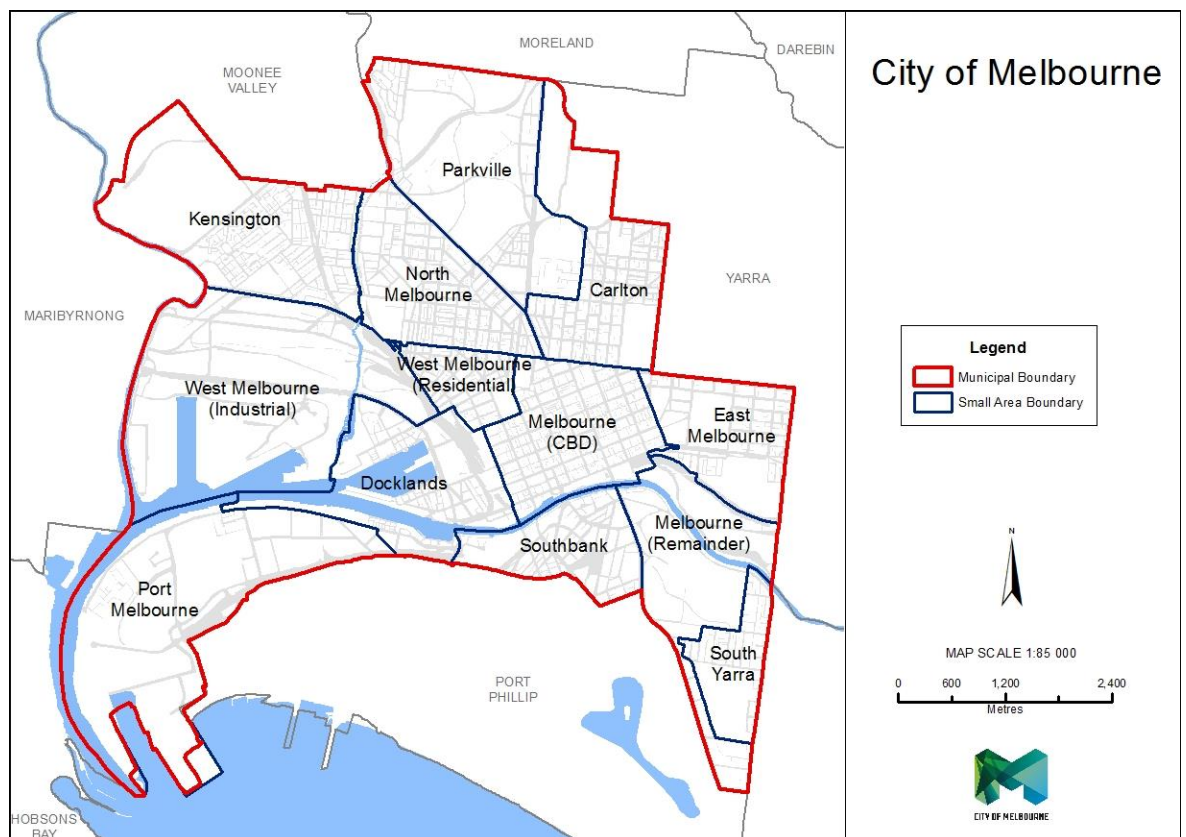 MORELAND
DAREBIN
MOONEE
VALLEY
City of Melbourne
Parkville
Kensington
North
Melbourne
Carlton
YARRA
MARIBYRNONG
Legend
Municipal Boundary
Small Area Boundary
West Melbourne
(Residential)
West Melbourne
(Industrial)
Melbourne
(CBD)
East
Melbourne
Docklands
Melbourne
(Remainder)
Southbank
N
Port
Melbourne
South
Yarra
MAP SCALE 1:85 000
0 600 1,200 2,400
Metres
PORT
PHILLIP
CITY OF MELBOURNE
HOBSONS
BAY